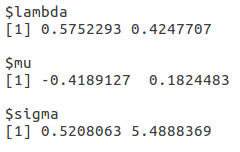 $lambda
[1] 0.5752293 0.4247707
$mu
[1] -0.4189127  0.1824483
$sigma
[1] 0.5208063 5.4888369